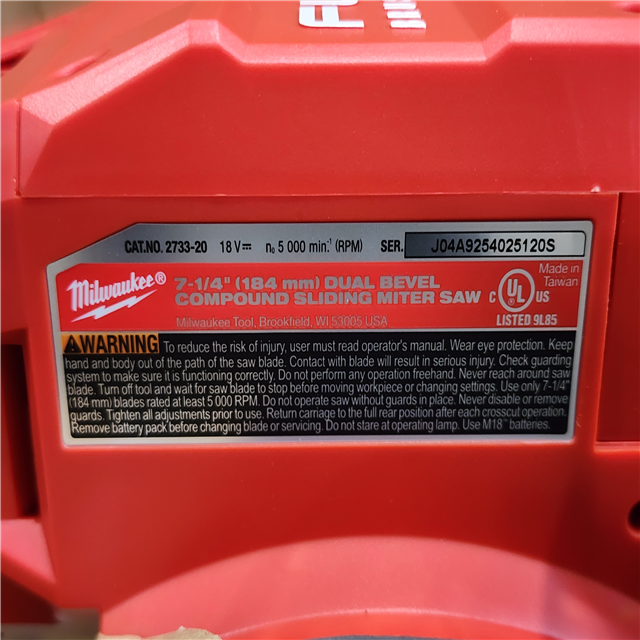 CAT.NO. 2733-20 18 V⎓ n₀ 5 000 min⁻¹ (RPM) SER. J04A9254025120S
Milwaukee®
7-1/4" (184 mm) DUAL BEVEL
COMPOUND SLIDING MITER SAW
Milwaukee Tool, Brookfield, WI 53005 USA
C UL US
LISTED 9L85
Made in
Taiwan
WARNING To reduce the risk of injury, user must read operator's manual. Wear eye protection. Keep
hand and body out of the path of the saw blade. Contact with blade will result in serious injury. Check guarding
system to make sure it is functioning correctly. Do not perform any operation freehand. Never reach around saw
blade. Turn off tool and wait for saw blade to stop before moving workpiece or changing settings. Use only 7-1/4"
(184 mm) blades rated at least 5 000 RPM. Do not operate saw without guards in place. Never disable or remove
guards. Tighten all adjustments prior to use. Return carriage to the full rear position after each crosscut operation.
Remove battery pack before changing blade or servicing. Do not stare at operating lamp. Use M18™ batteries.